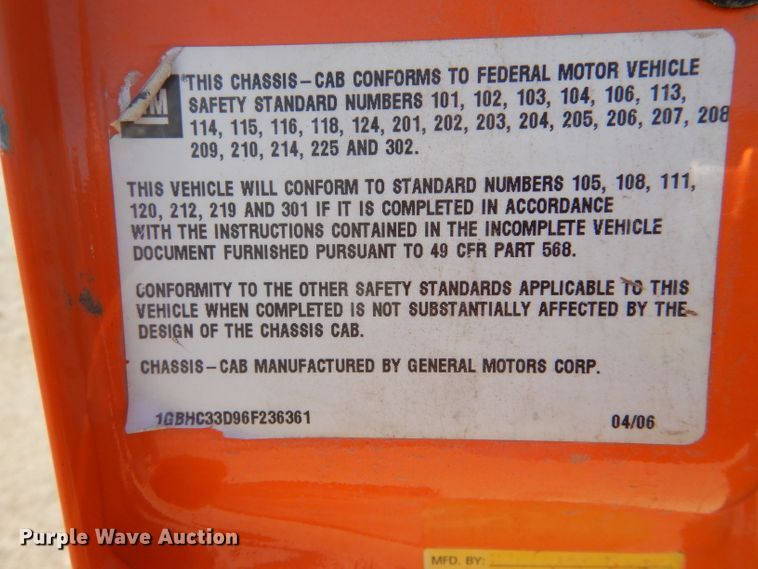 THIS CHASSIS-CAB CONFORMS TO FEDERAL MOTOR VEHICLE
SAFETY STANDARD NUMBERS 101, 102, 103, 104, 106, 113,
114, 115, 116, 118, 124, 201, 202, 203, 204, 205, 206, 207, 208
209, 210, 214, 225 AND 302.
THIS VEHICLE WILL CONFORM TO STANDARD NUMBERS 105, 108, 111,
120, 212, 219 AND 301 IF IT IS COMPLETED IN ACCORDANCE
WITH THE INSTRUCTIONS CONTAINED IN THE INCOMPLETE VEHICLE
DOCUMENT FURNISHED PURSUANT TO 49 CFR PART 568.
CONFORMITY TO THE OTHER SAFETY STANDARDS APPLICABLE TO THIS
VEHICLE WHEN COMPLETED IS NOT SUBSTANTIALLY AFFECTED BY THE
DESIGN OF THE CHASSIS CAB.
CHASSIS-CAB MANUFACTURED BY GENERAL MOTORS CORP.
1GBHC33D96F236361 04/06
Purple Wave Auction
MFD. BY: